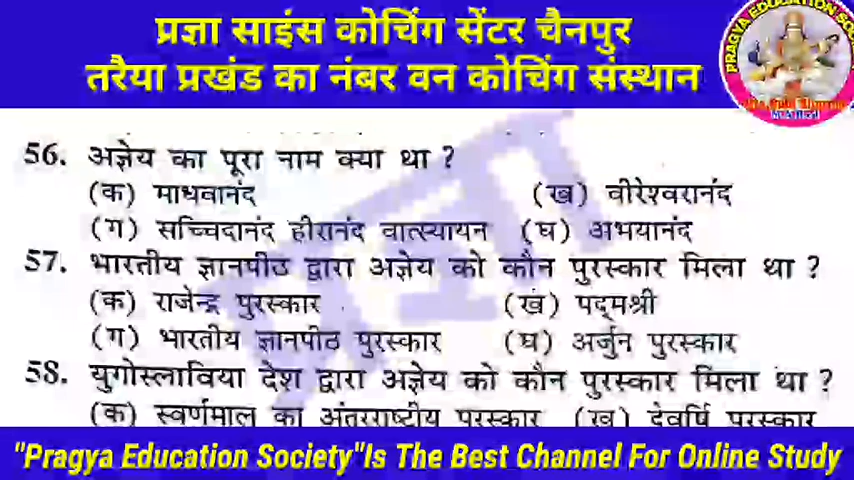 प्रज्ञा साइंस कोचिंग सेंटर चैनपुर
तरैया प्रखंड का नंबर वन कोचिंग संस्थान
PRAGYA EDUCATION SOC
56. अज्ञेय का पूरा नाम क्या था ?
(क) माधवानंद (ख) वीरेश्वरानंद
(ग) सच्चिदानंद हीरानंद वात्स्यायन (घ) अभयानंद
57. भारतीय ज्ञानपीठ द्वारा अज्ञेय को कौन पुरस्कार मिला था ?
(क) राजेन्द्र पुरस्कार (ख) पद्मश्री
(ग) भारतीय ज्ञानपीठ पुरस्कार (घ) अर्जुन पुरस्कार
58. युगोस्लाविया देश द्वारा अज्ञेय को कौन पुरस्कार मिला था ?
(क) स्वर्णमाल का अंतरराष्ट्रीय पुरस्कार (ख) देवर्षि पुरस्कार
"Pragya Education Society"Is The Best Channel For Online Study